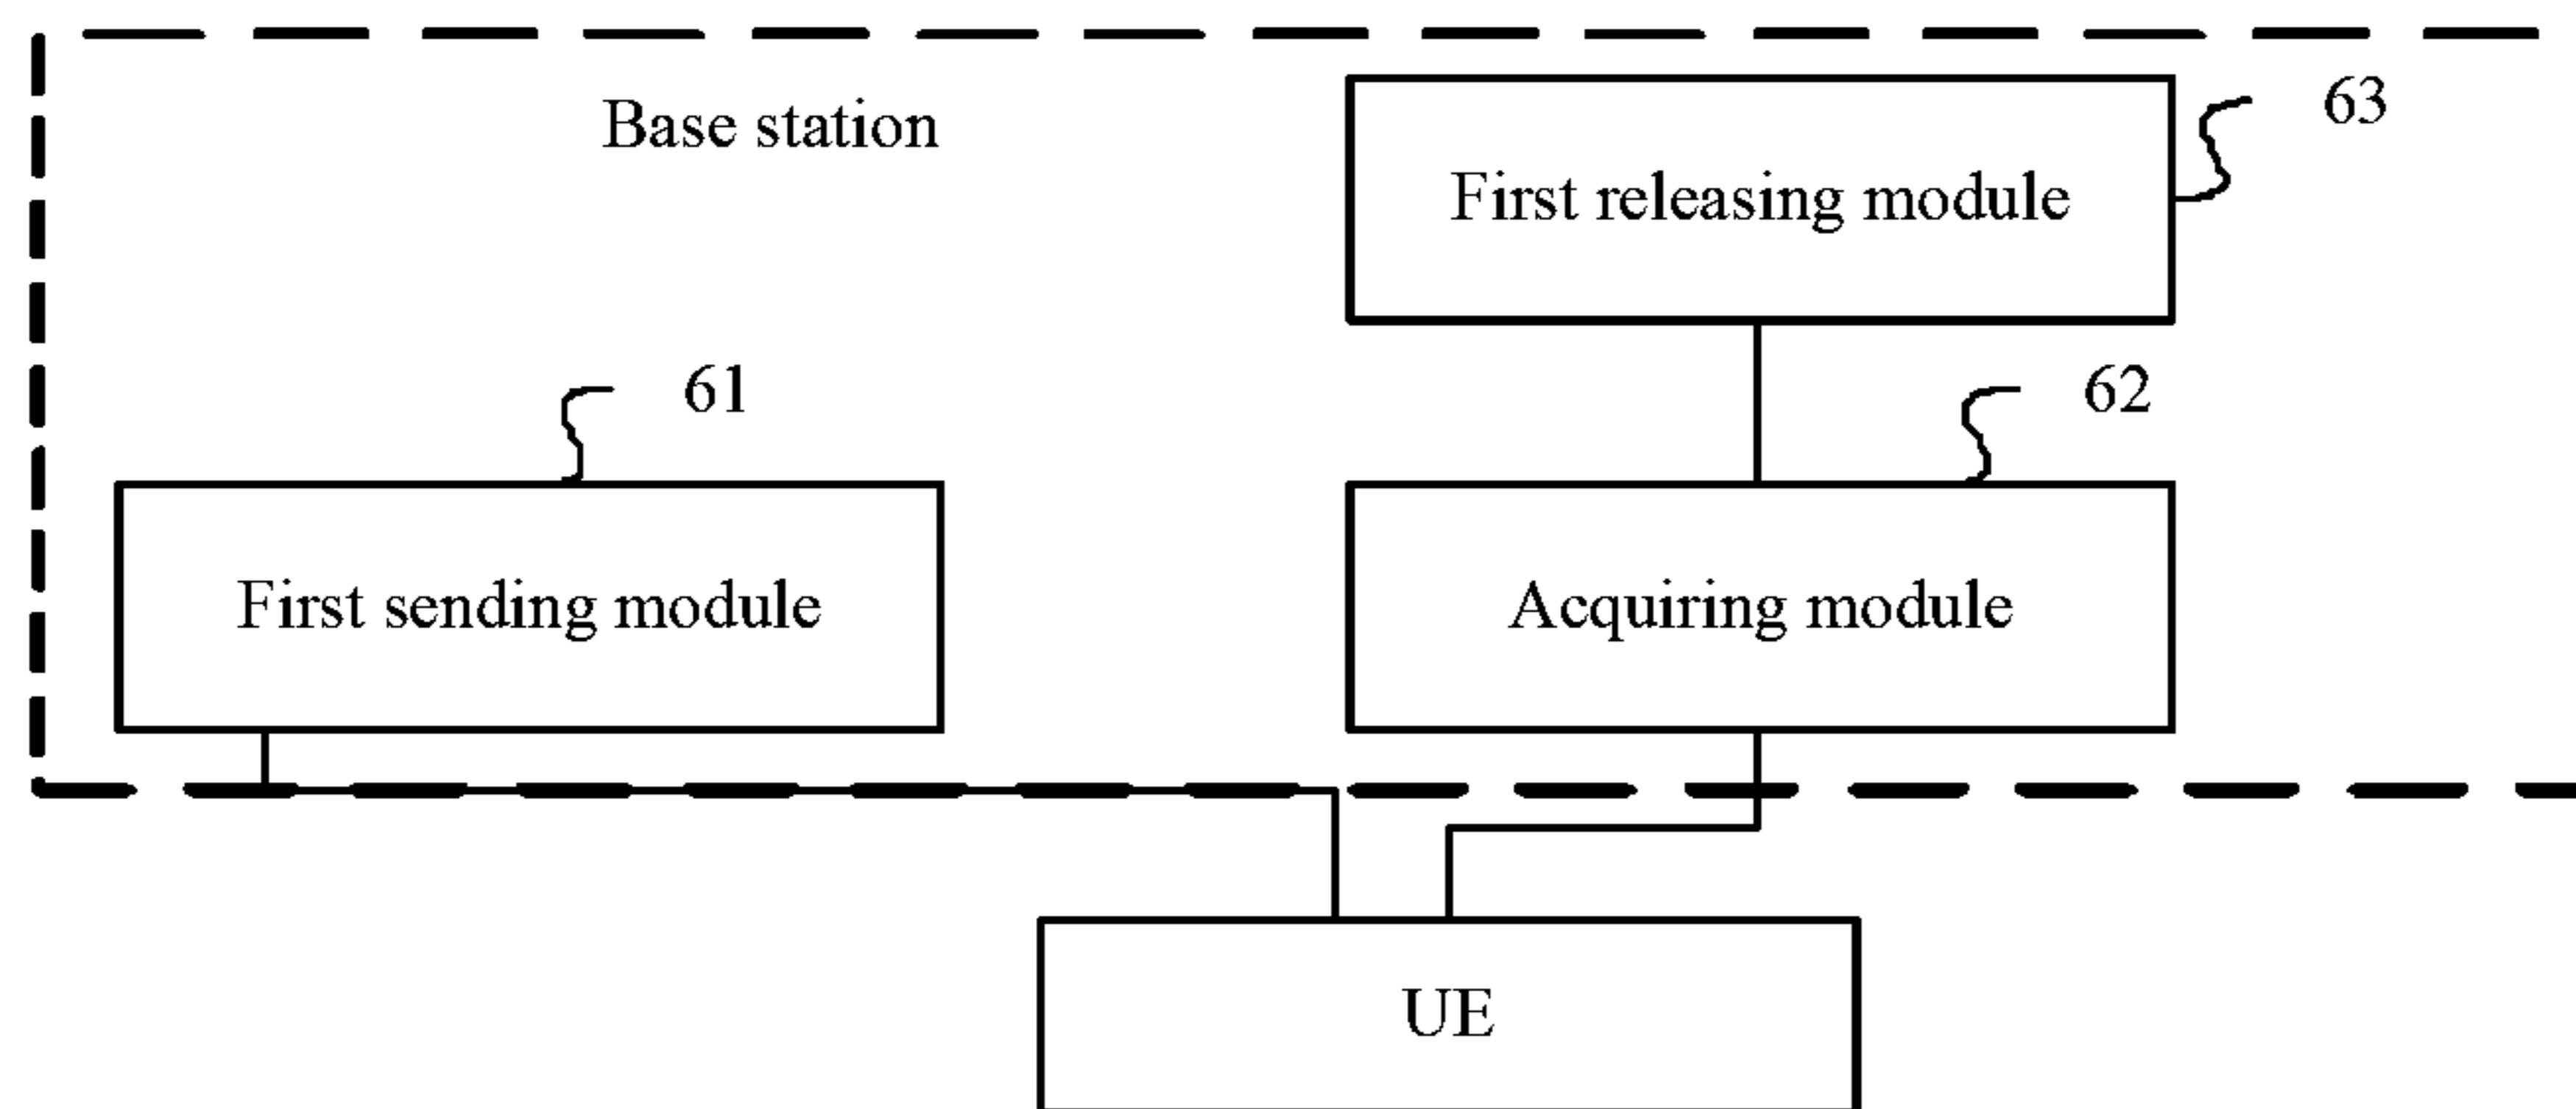 Base station
63
First releasing module
61
62
First sending module
Acquiring module
UE